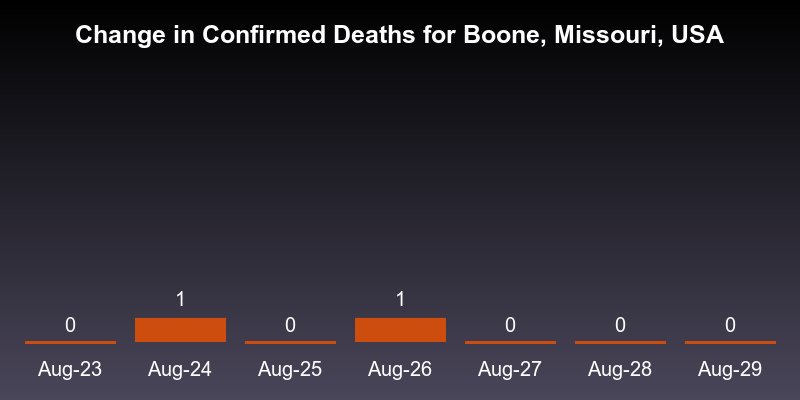 Change in Confirmed Deaths for Boone, Missouri, USA
0 1 0 1 0 0 0
Aug-23 Aug-24 Aug-25 Aug-26 Aug-27 Aug-28 Aug-29